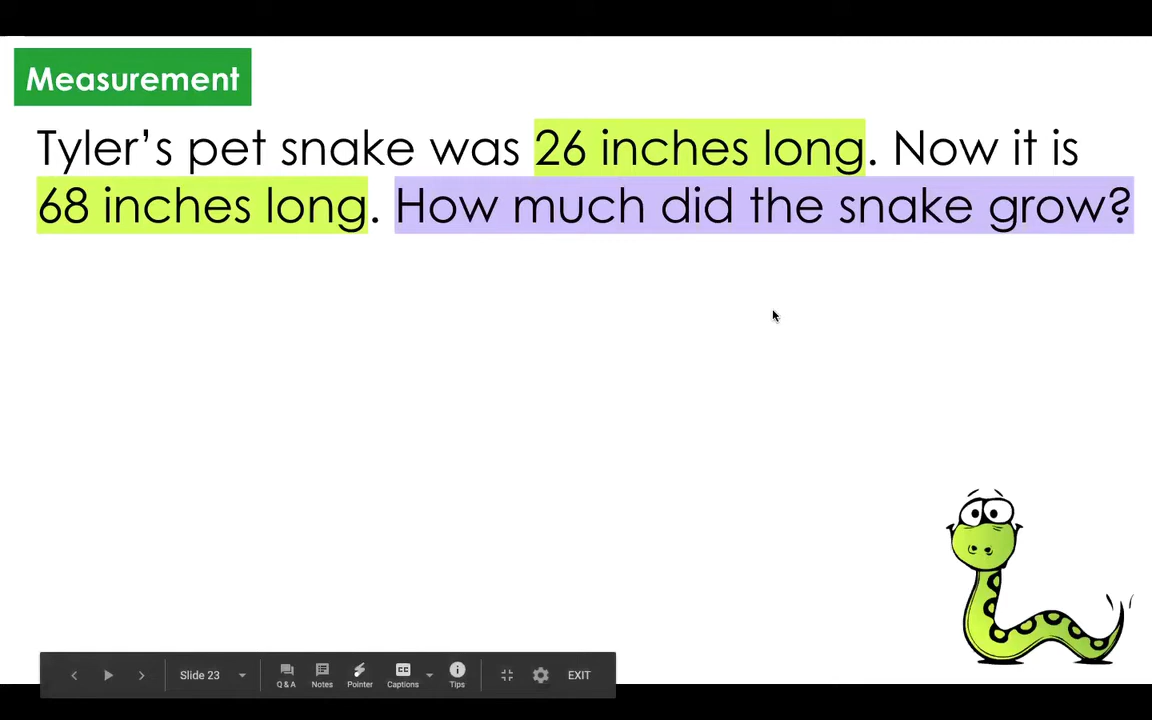 Measurement
Tyler’s pet snake was 26 inches long. Now it is
68 inches long. How much did the snake grow?
Slide 23
Q & A
Notes
Pointer
Captions
Tips
EXIT